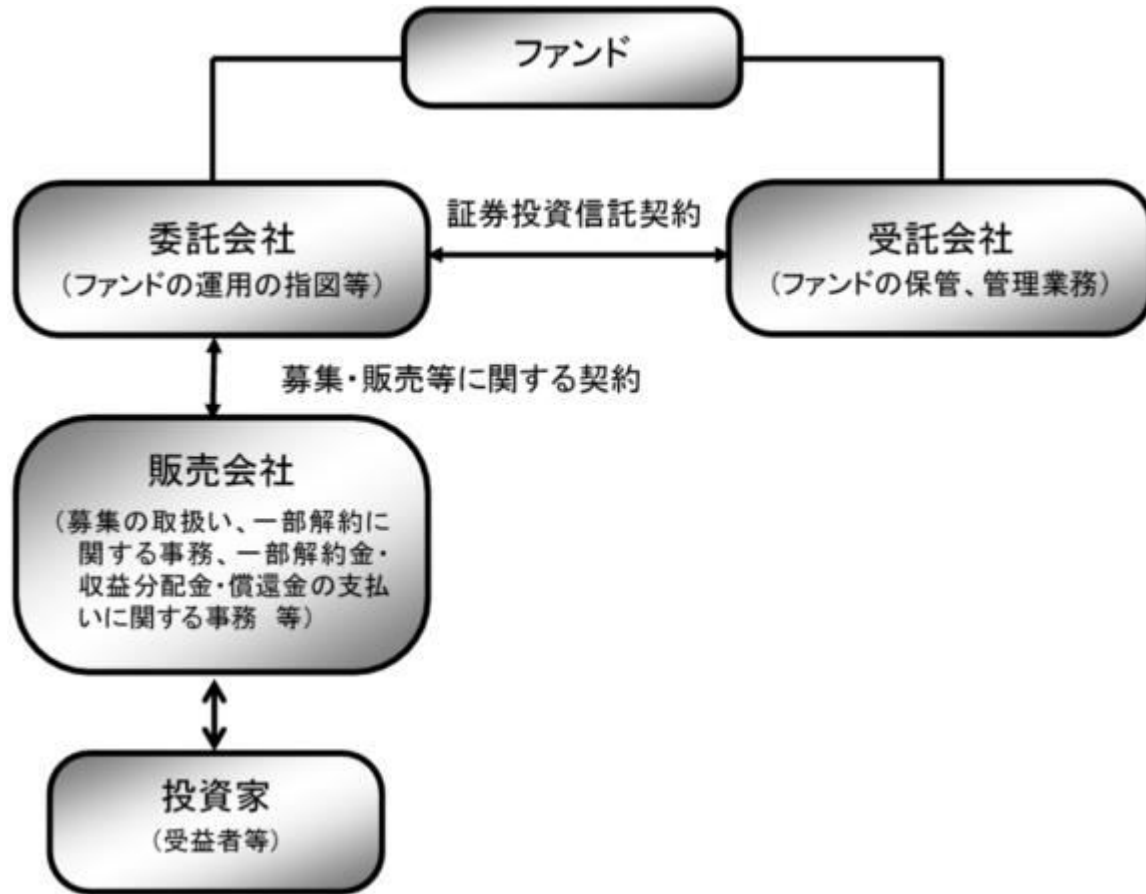 ファンド
委託会社
(ファンドの運用の指図等)
証券投資信託契約
受託会社
(ファンドの保管、管理業務)
募集・販売等に関する契約
販売会社
(募集の取扱い、一部解約に
関する事務、一部解約金・
収益分配金・償還金の支払
いに関する事務 等)
投資家
(受益者等)